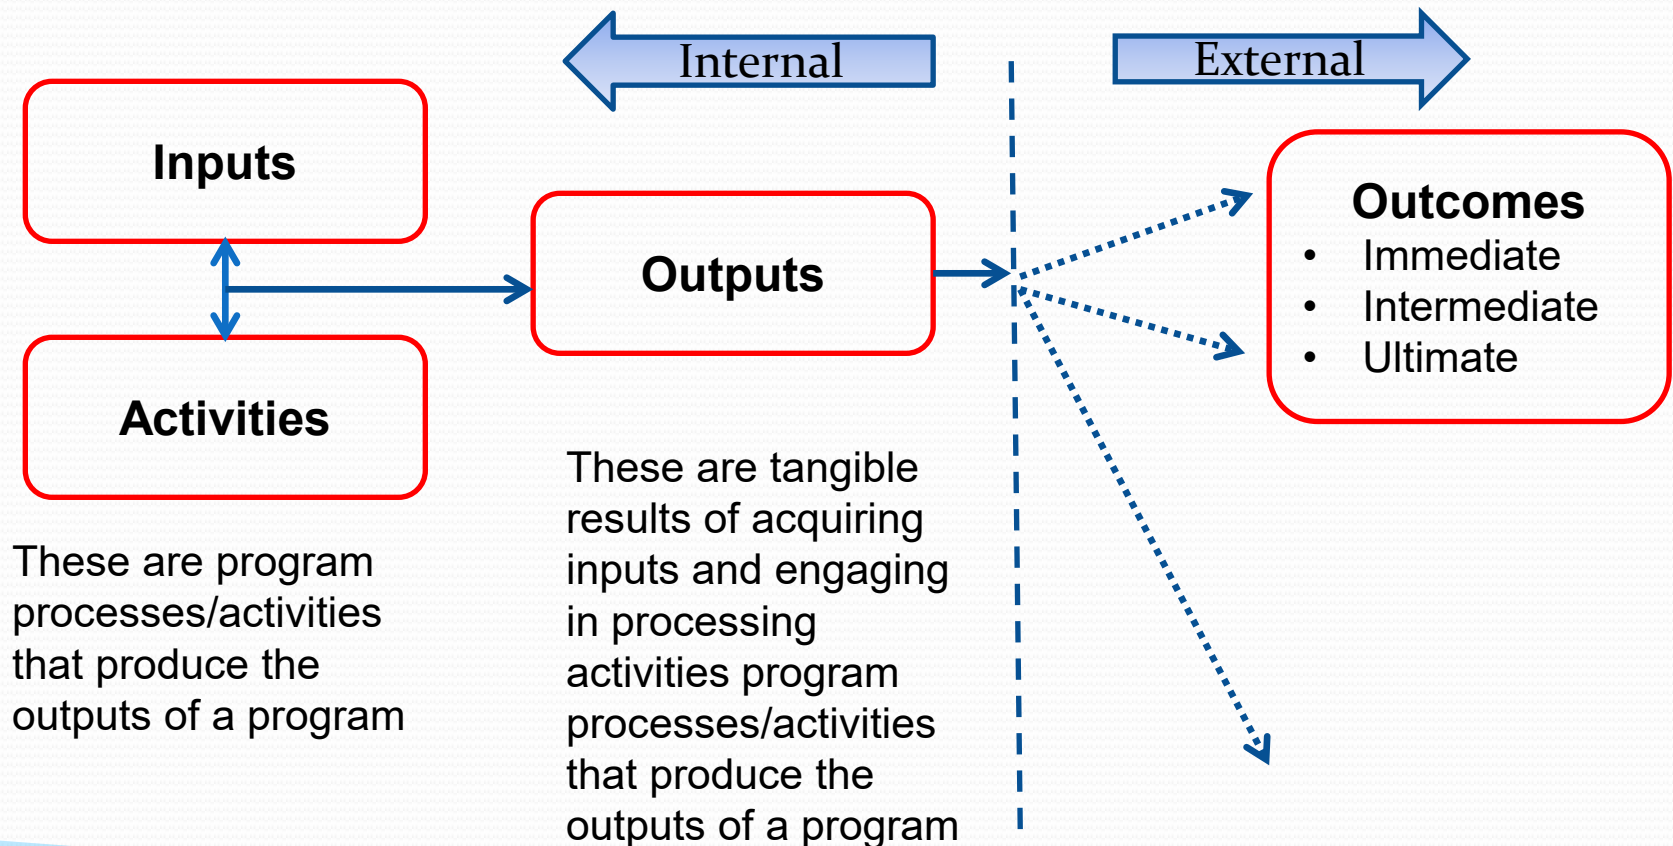 Internal
External
Inputs
Activities
These are program
processes/activities
that produce the
outputs of a program
Outputs
These are tangible
results of acquiring
inputs and engaging
in processing
activities program
processes/activities
that produce the
outputs of a program
Outcomes
• Immediate
• Intermediate
• Ultimate